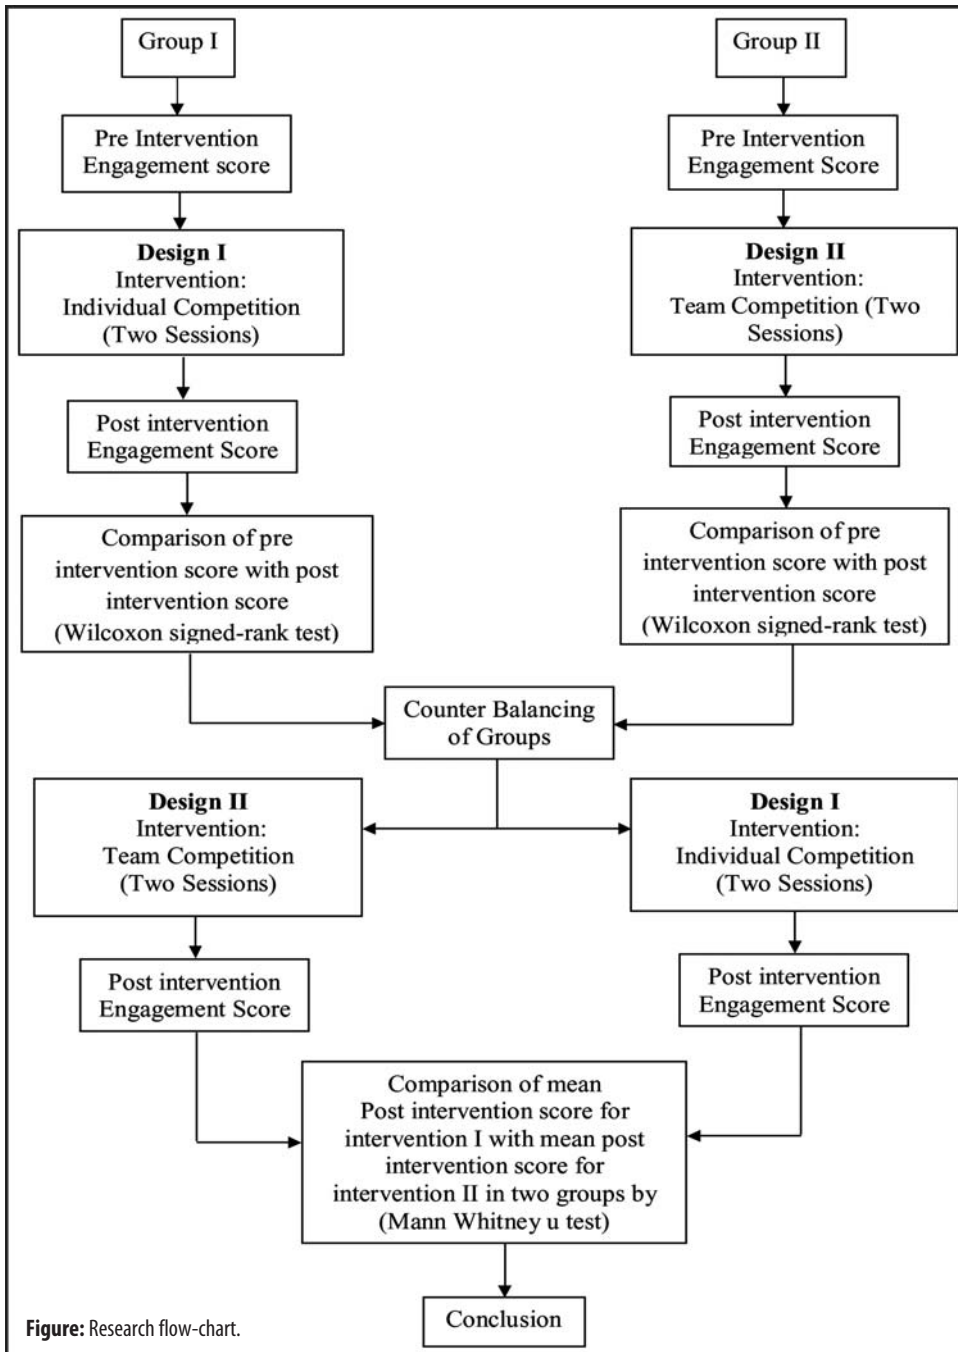 Group I
Group II
Pre Intervention
Engagement score
Pre Intervention
Engagement Score
Design I
Intervention:
Individual Competition
(Two Sessions)
Design II
Intervention:
Team Competition (Two
Sessions)
Post intervention
Engagement Score
Post intervention
Engagement Score
Comparison of pre
intervention score with post
intervention score
(Wilcoxon signed-rank test)
Comparison of pre
intervention score with post
intervention score
(Wilcoxon signed-rank test)
Counter Balancing
of Groups
Design II
Intervention:
Team Competition
(Two Sessions)
Design I
Intervention:
Individual Competition
(Two Sessions)
Post intervention
Engagement Score
Post intervention
Engagement Score
Comparison of mean
Post intervention score for
intervention I with mean post
intervention score for
intervention II in two groups by
(Mann Whitney u test)
Conclusion
Figure: Research flow-chart.